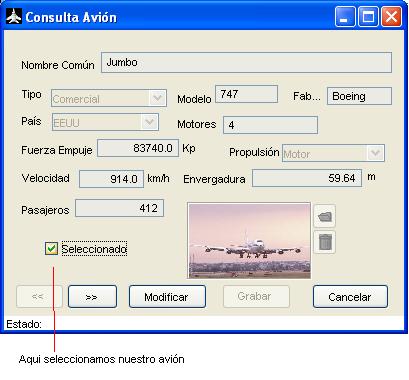 Consulta Avión
Nombre Común Jumbo
Tipo Comercial Modelo 747 Fab... Boeing
País EEUU Motores 4
Fuerza Empuje 83740.0 Kp Propulsión Motor
Velocidad 914.0 km/h Envergadura 59.64 m
Pasajeros 412
Seleccionado
<< >> Modificar Grabar Cancelar
Estado:
Aqui seleccionamos nuestro avión